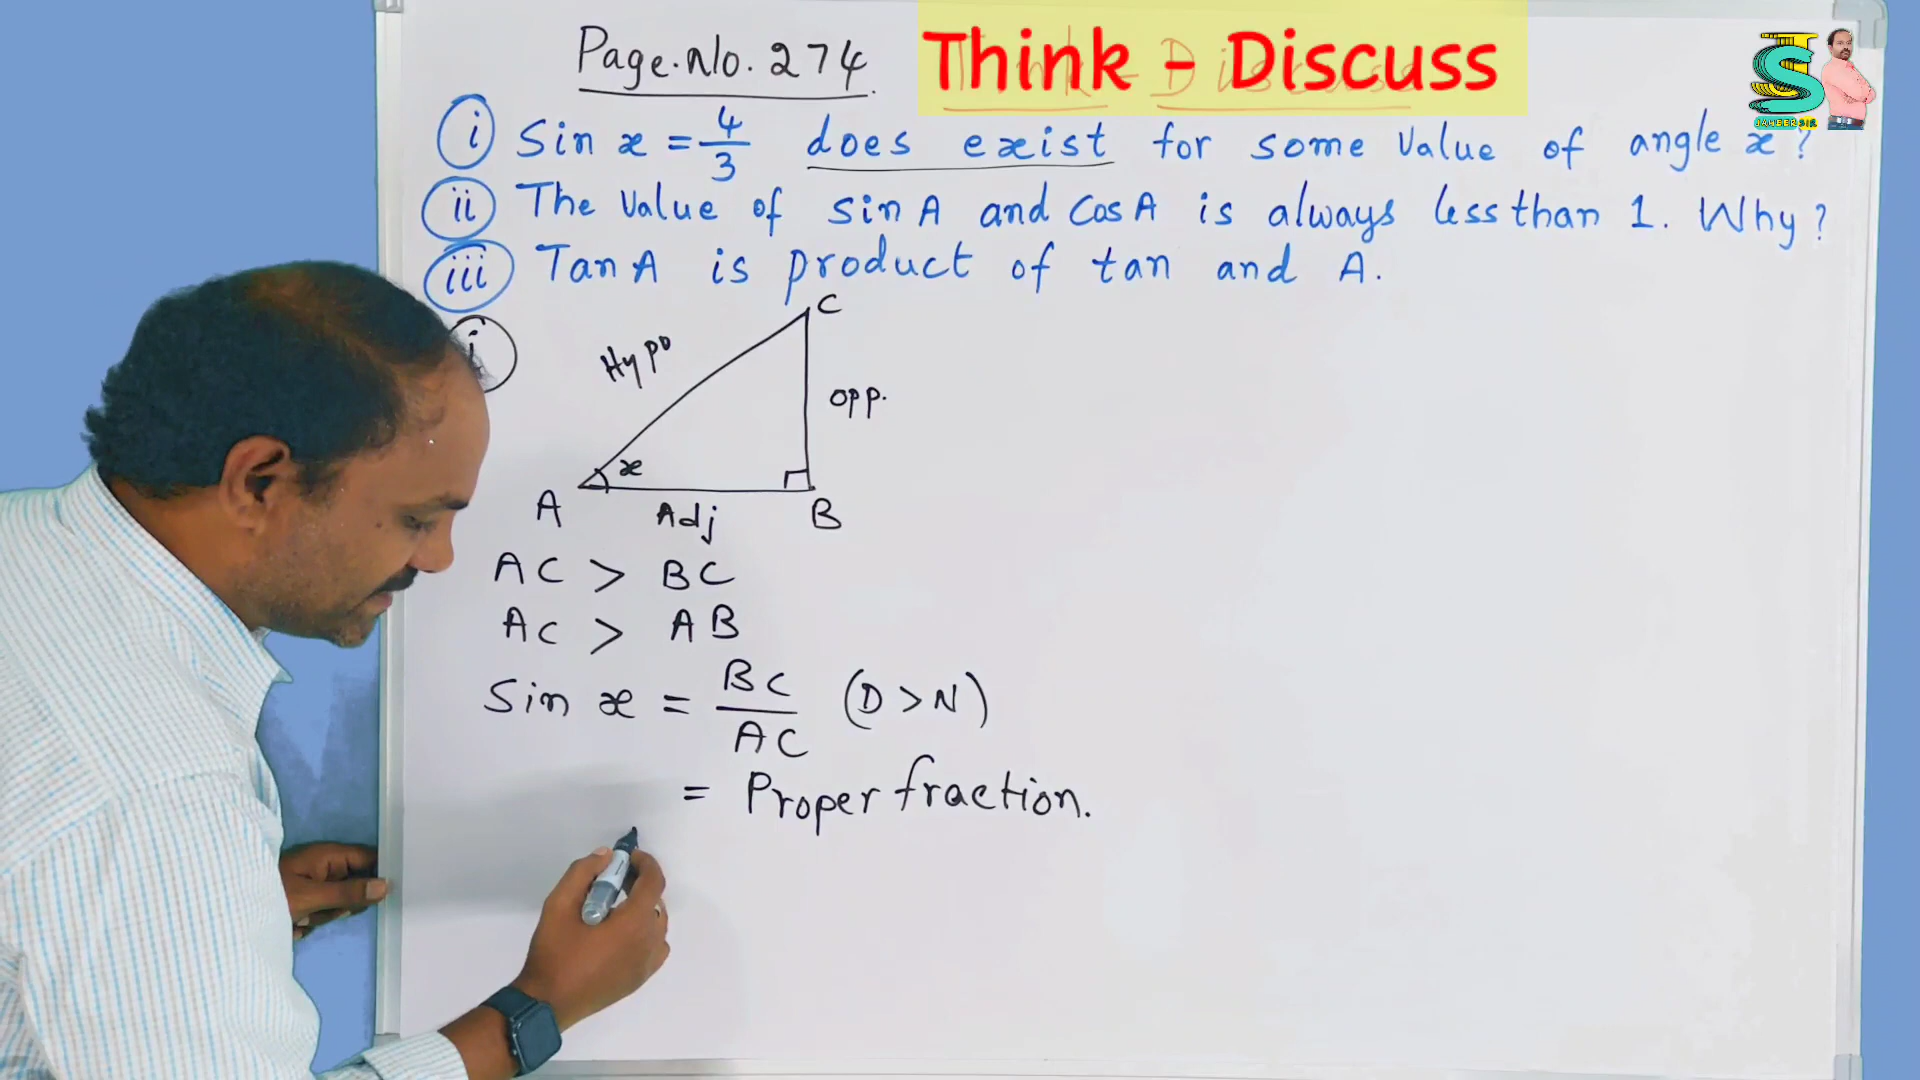 Page.No. 274
Think - Discuss
i Sin x = 4/3 does exist for some value of angle x?
ii The value of sin A and Cos A is always less than 1. Why?
iii Tan A is product of tan and A.
i
C
Hypo
opp.
x
A
Adj
B
AC > BC
AC > AB
Sin x = BC/AC (D > N)
= Proper fraction.
JAHEER SIR